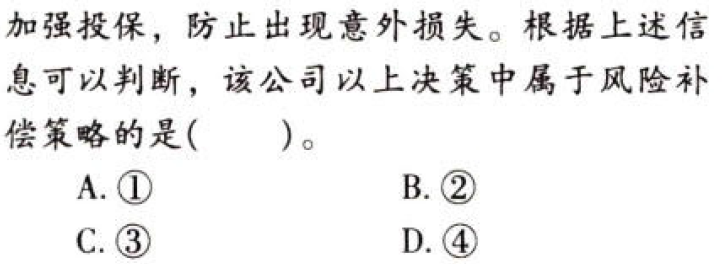 加强投保，防止出现意外损失。根据上述信
息可以判断，该公司以上决策中属于风险补
偿策略的是(　　)。
A. ① B. ②
C. ③ D. ④